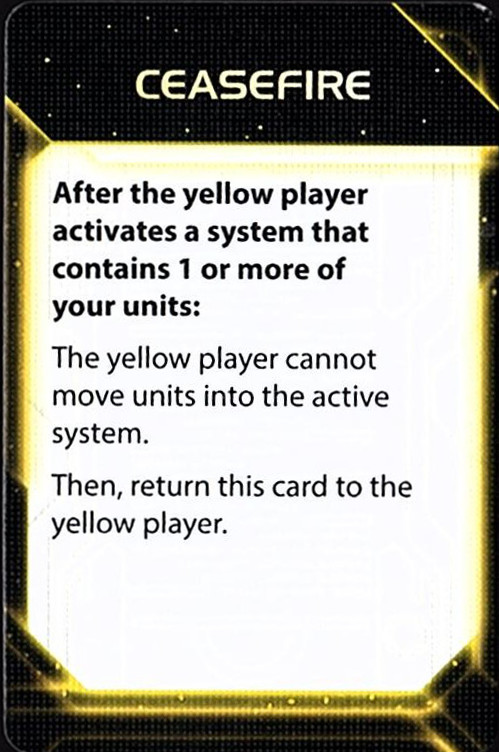 CEASEFIRE
After the yellow player
activates a system that
contains 1 or more of
your units:
The yellow player cannot
move units into the active
system.
Then, return this card to the
yellow player.